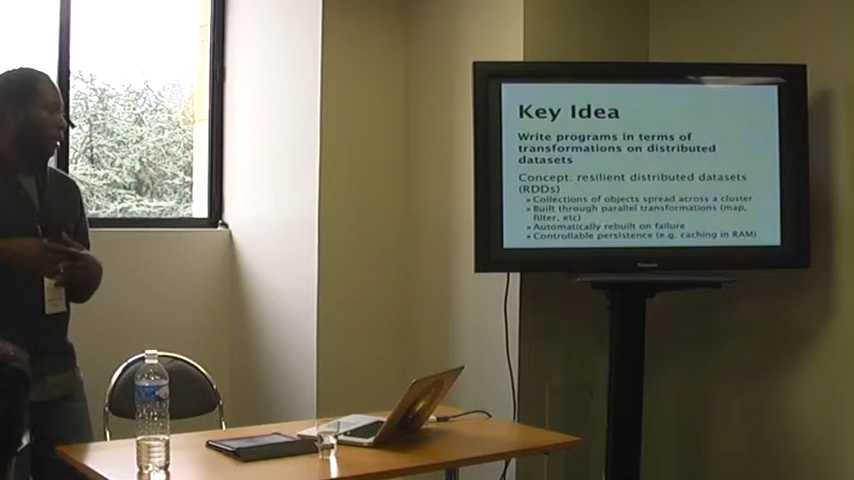 Key Idea
Write programs in terms of
transformations on distributed
datasets
Concept: resilient distributed datasets
(RDDs)
» Collections of objects spread across a cluster
» Built through parallel transformations (map,
filter, etc)
» Automatically rebuilt on failure
» Controllable persistence (e.g. caching in RAM)
Panasonic